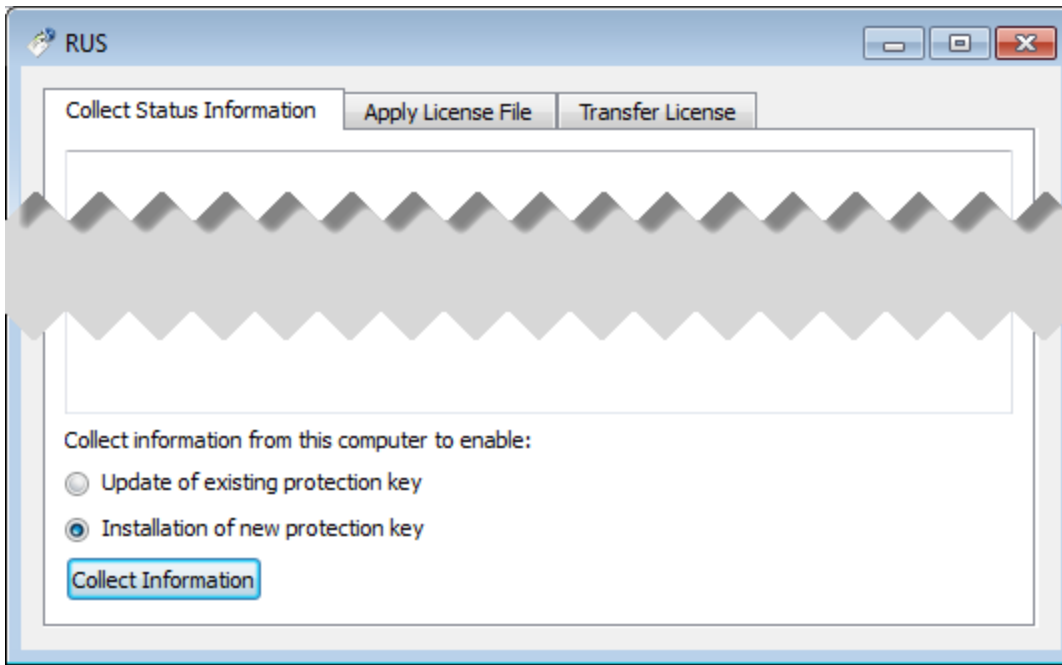 RUS
Collect Status Information
Apply License File
Transfer License
Collect information from this computer to enable:
Update of existing protection key
Installation of new protection key
Collect Information